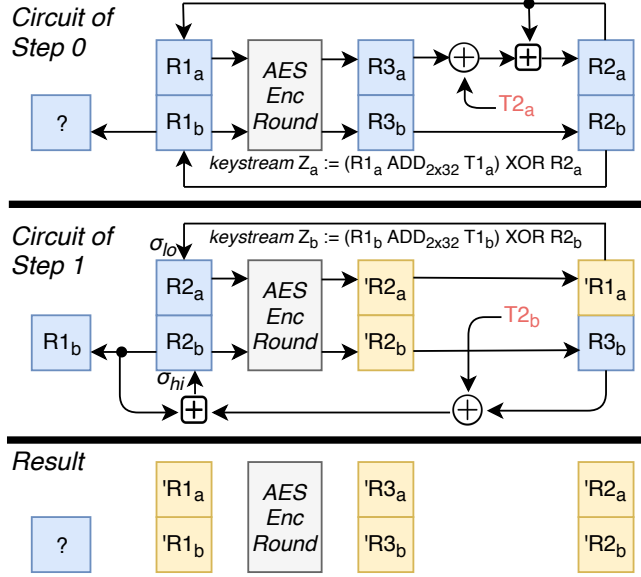 Circuit of
Step 0
R1a
AES
Enc
Round
R3a
R2a
T2a
?
R1b
R3b
R2b
keystream Za := (R1a ADD2x32 T1a) XOR R2a
Circuit of
Step 1
σlo
keystream Zb := (R1b ADD2x32 T1b) XOR R2b
R2a
AES
Enc
Round
'R2a
'R1a
T2b
R1b
R2b
'R2b
R3b
σhi
Result
'R1a
AES
Enc
Round
'R3a
'R2a
?
'R1b
'R3b
'R2b